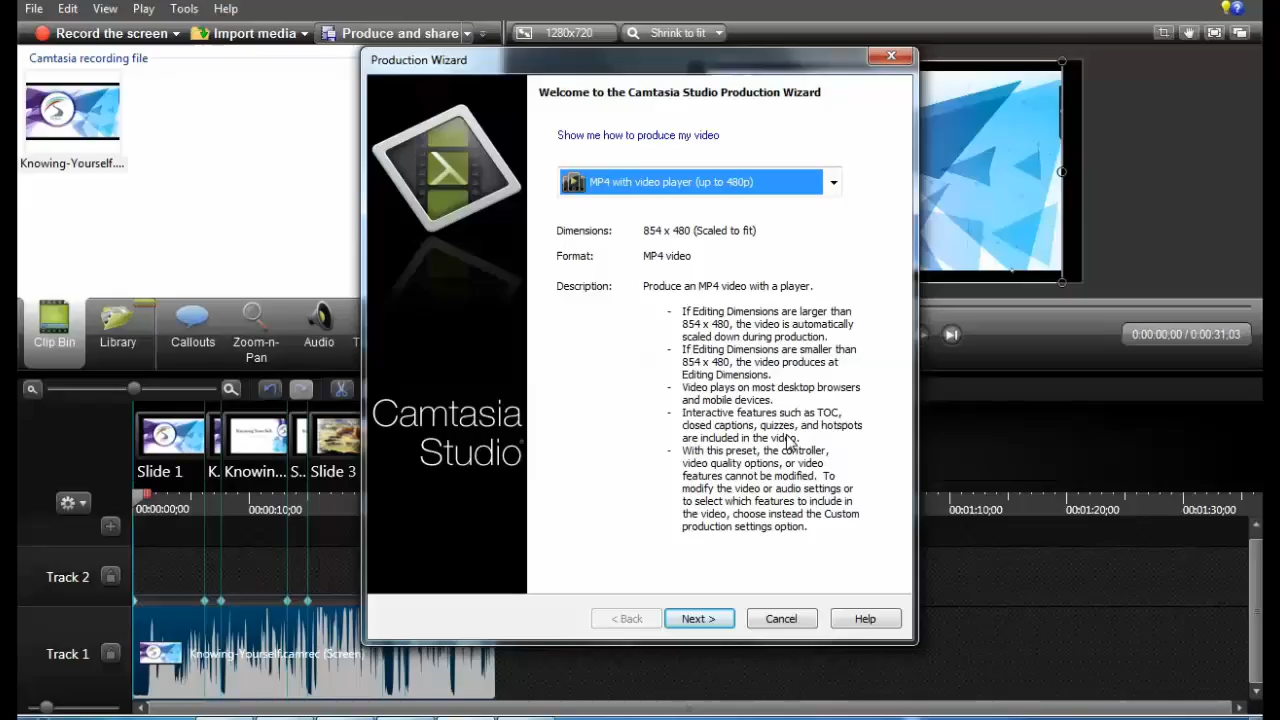 File Edit View Play Tools Help
Record the screen Import media Produce and share 1280x720 Shrink to fit
Camtasia recording file
Knowing-Yourself....
Production Wizard
Welcome to the Camtasia Studio Production Wizard
Show me how to produce my video
MP4 with video player (up to 480p)
Dimensions: 854 x 480 (Scaled to fit)
Format: MP4 video
Description: Produce an MP4 video with a player.
- If Editing Dimensions are larger than
854 x 480, the video is automatically
scaled down during production.
- If Editing Dimensions are smaller than
854 x 480, the video produces at
Editing Dimensions.
- Video plays on most desktop browsers
and mobile devices.
- Interactive features such as TOC,
closed captions, quizzes, and hotspots
are included in the video.
- With this preset, the controller,
video quality options, or video
features cannot be modified. To
modify the video or audio settings or
to select which features to include in
the video, choose instead the Custom
production settings option.
Camtasia
Studio
< Back Next > Cancel Help
Clip Bin Library Callouts Zoom-n-
Pan Audio T
0:00:00;00 / 0:00:31;03
Slide 1 K. Knowin... S.. Slide 3
00:00:00;00 00:00:10;00 00:01:10;00 00:01:20;00 00:01:30;00
Track 2
Track 1
Knowing-Yourself.camrec (Screen)